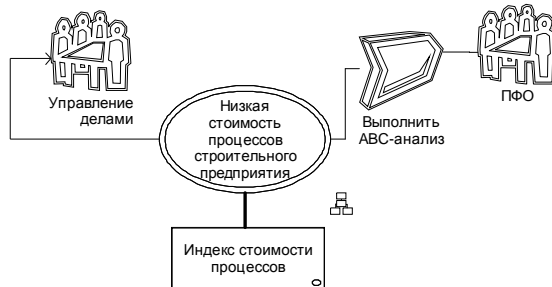 Управление
делами
Низкая
стоимость
процессов
строительного
предприятия
Выполнить
АВС-анализ
ПФО
Индекс стоимости
процессов